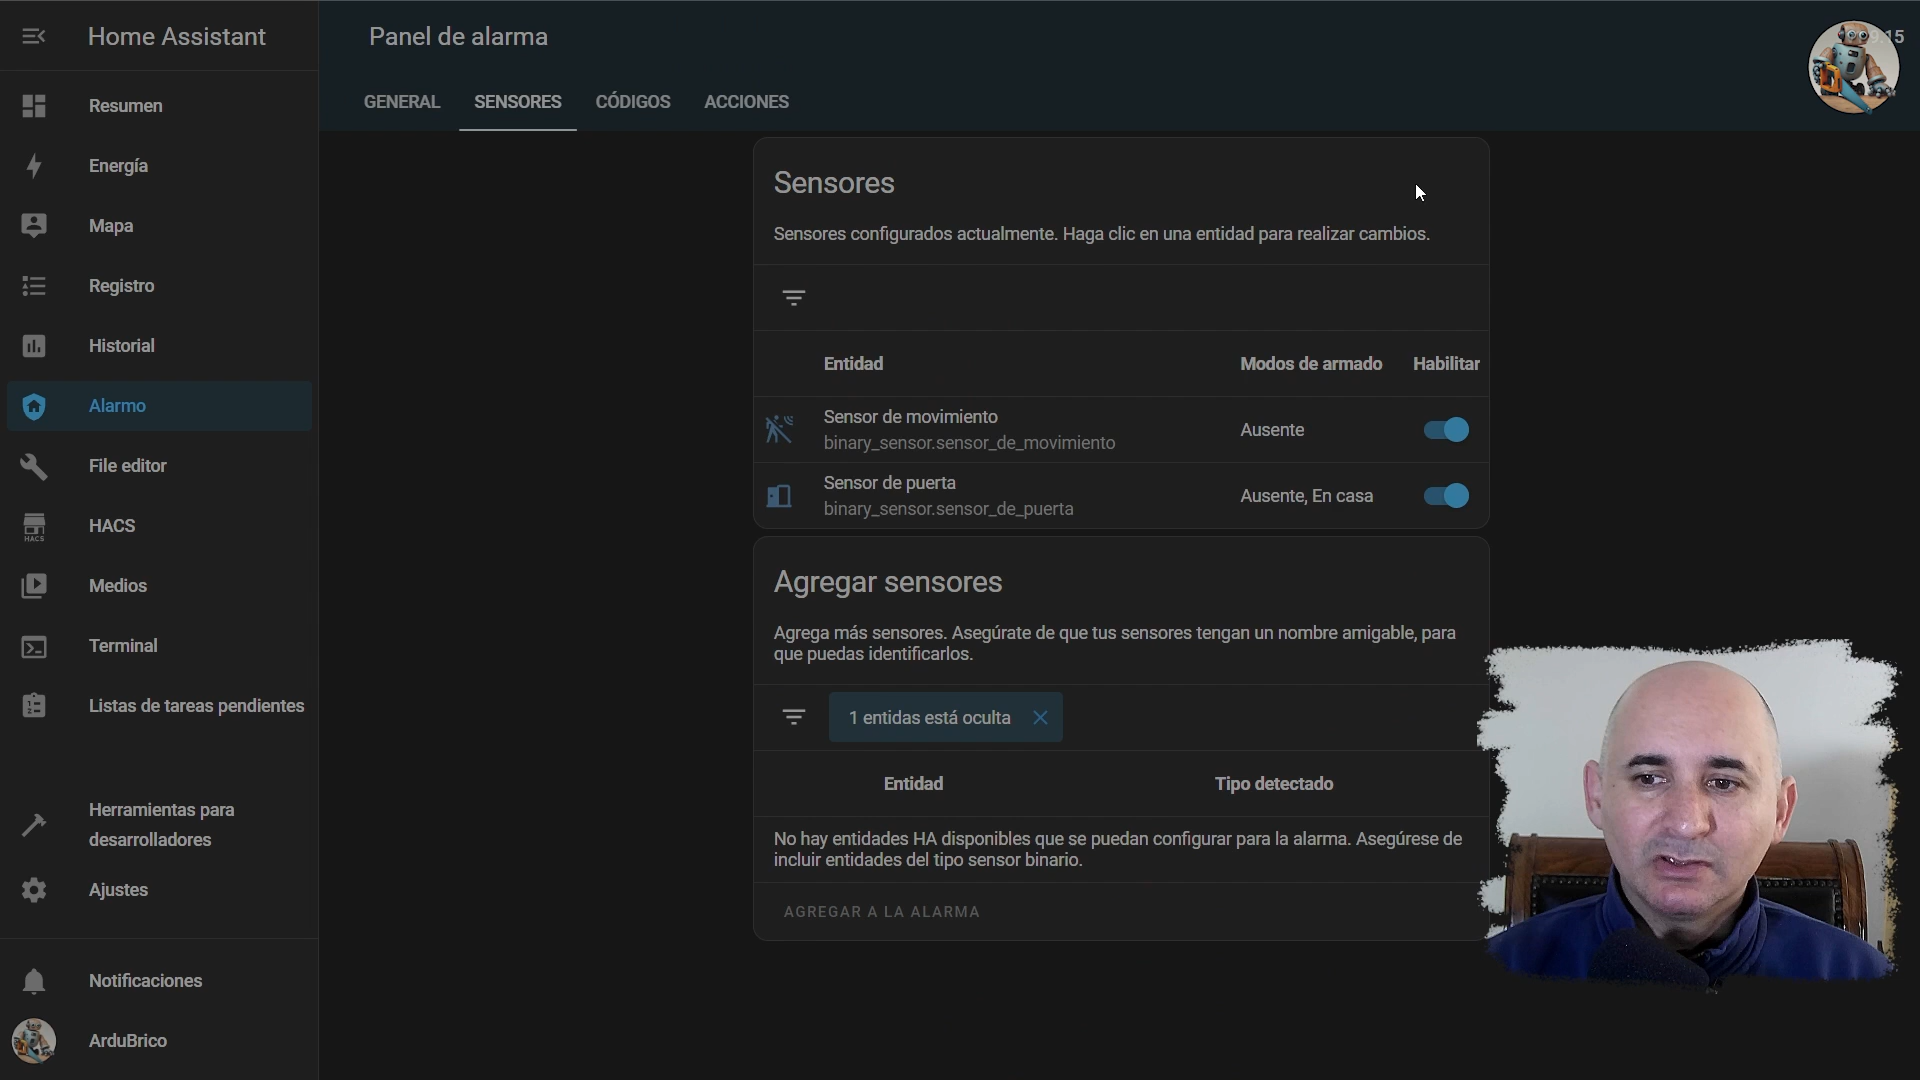 Home Assistant
Panel de alarma
GENERAL
SENSORES
CÓDIGOS
ACCIONES
Resumen
Energía
Mapa
Registro
Historial
Alarmo
File editor
HACS
HACS
Medios
Terminal
Listas de tareas pendientes
Herramientas para
desarrolladores
Ajustes
Notificaciones
ArduBrico
Sensores
Sensores configurados actualmente. Haga clic en una entidad para realizar cambios.
Entidad
Modos de armado
Habilitar
Sensor de movimiento
binary_sensor.sensor_de_movimiento
Ausente
Sensor de puerta
binary_sensor.sensor_de_puerta
Ausente, En casa
Agregar sensores
Agrega más sensores. Asegúrate de que tus sensores tengan un nombre amigable, para
que puedas identificarlos.
1 entidas está oculta
Entidad
Tipo detectado
No hay entidades HA disponibles que se puedan configurar para la alarma. Asegúrese de
incluir entidades del tipo sensor binario.
AGREGAR A LA ALARMA